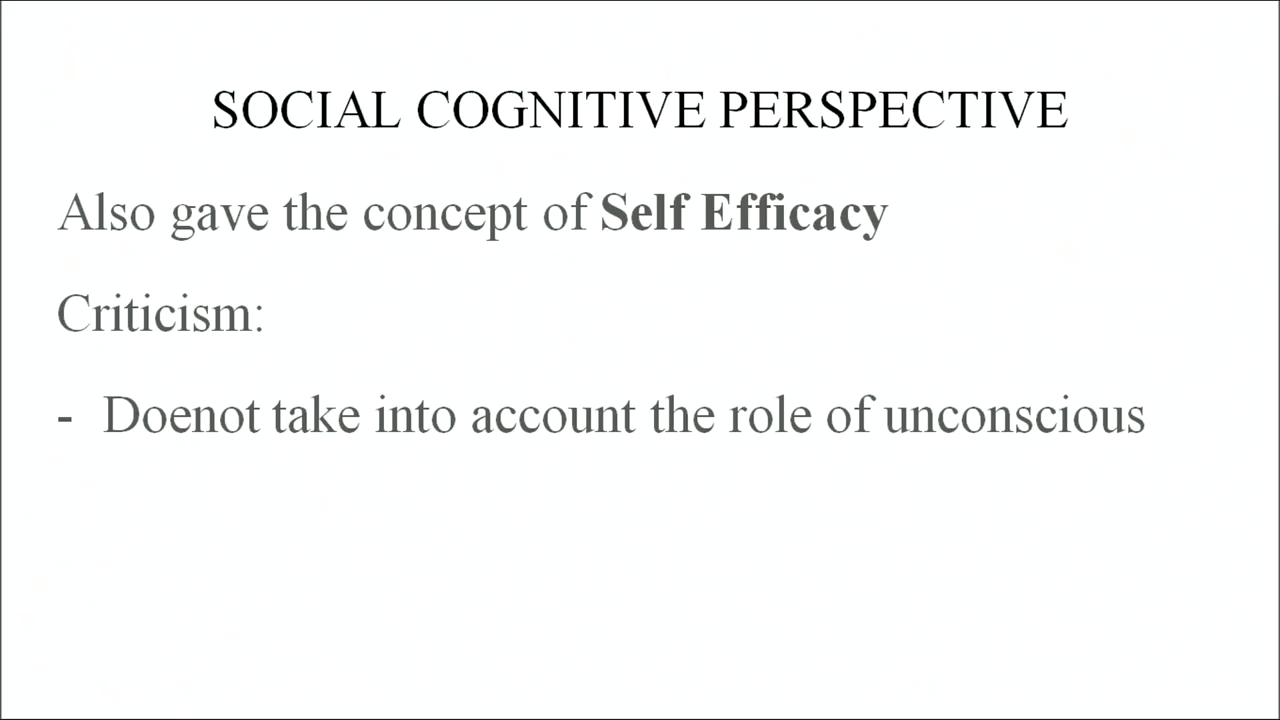 SOCIAL COGNITIVE PERSPECTIVE
Also gave the concept of Self Efficacy
Criticism:
- Doenot take into account the role of unconscious